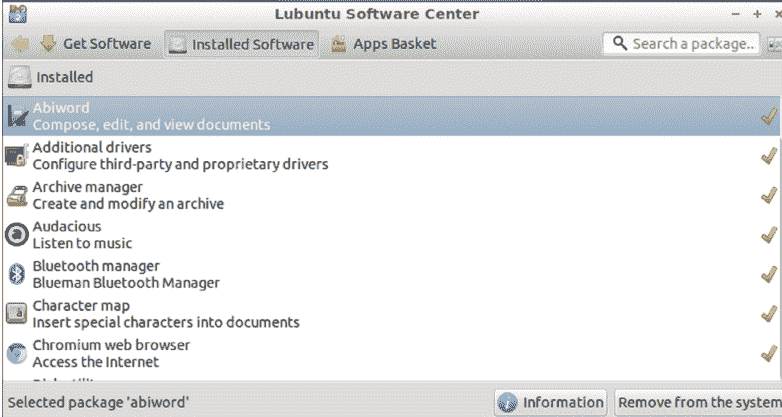 Lubuntu Software Center
Get Software Installed Software Apps Basket Search a package..
Installed
Abiword
Compose, edit, and view documents
Additional drivers
Configure third-party and proprietary drivers
Archive manager
Create and modify an archive
Audacious
Listen to music
Bluetooth manager
Blueman Bluetooth Manager
Character map
Insert special characters into documents
Chromium web browser
Access the Internet
Selected package 'abiword' Information Remove from the system